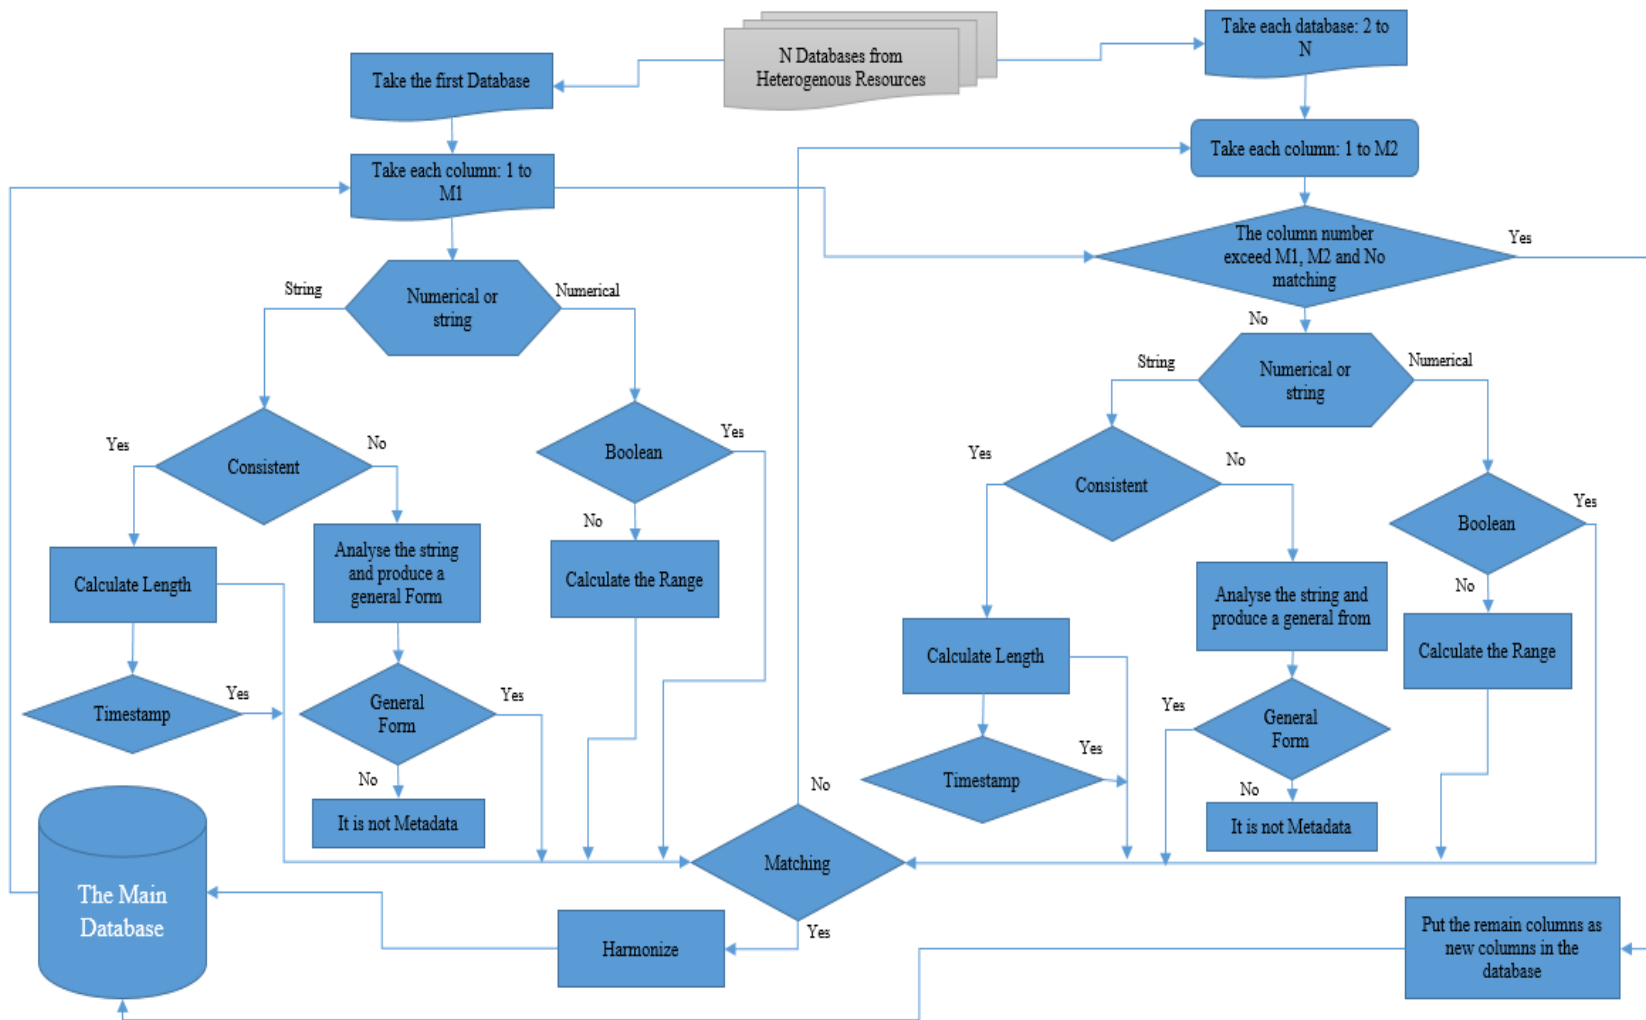 N Databases from
Heterogenous Resources
Take the first Database
Take each column: 1 to
M1
Numerical or
string
String
Numerical
Consistent
Yes
No
Boolean
Yes
No
Calculate Length
Analyse the string
and produce a
general Form
Calculate the Range
Timestamp
Yes
General
Form
Yes
No
It is not Metadata
Take each database: 2 to
N
Take each column: 1 to M2
The column number
exceed M1, M2 and No
matching
Yes
No
Numerical or
string
String
Numerical
Consistent
Yes
No
Boolean
Yes
No
Calculate Length
Analyse the string and
produce a general from
Calculate the Range
Timestamp
Yes
General
Form
Yes
No
It is not Metadata
Matching
No
Yes
Harmonize
The Main
Database
Put the remain columns as
new columns in the
database